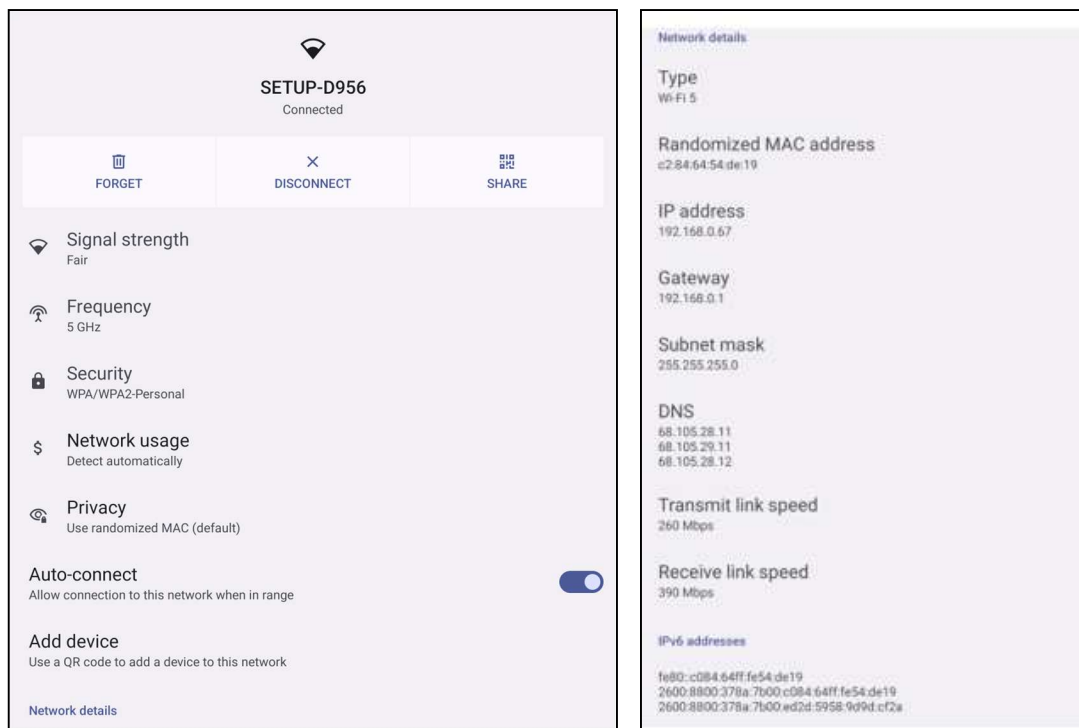 SETUP-D956
Connected
FORGET
DISCONNECT
SHARE
Signal strength
Fair
Frequency
5 GHz
Security
WPA/WPA2-Personal
Network usage
Detect automatically
Privacy
Use randomized MAC (default)
Auto-connect
Allow connection to this network when in range
Add device
Use a QR code to add a device to this network
Network details
Network details
Type
Wi-Fi 5
Randomized MAC address
c2:84:64:54:de:19
IP address
192.168.0.67
Gateway
192.168.0.1
Subnet mask
255.255.255.0
DNS
68.105.28.11
68.105.29.11
68.105.28.12
Transmit link speed
260 Mbps
Receive link speed
390 Mbps
IPv6 addresses
fe80::c084:64ff:fe54:de19
2600:8800:378a:7b00:c084:64ff:fe54:de19
2600:8800:378a:7b00:ed2d:5958:9d9d:cf2a